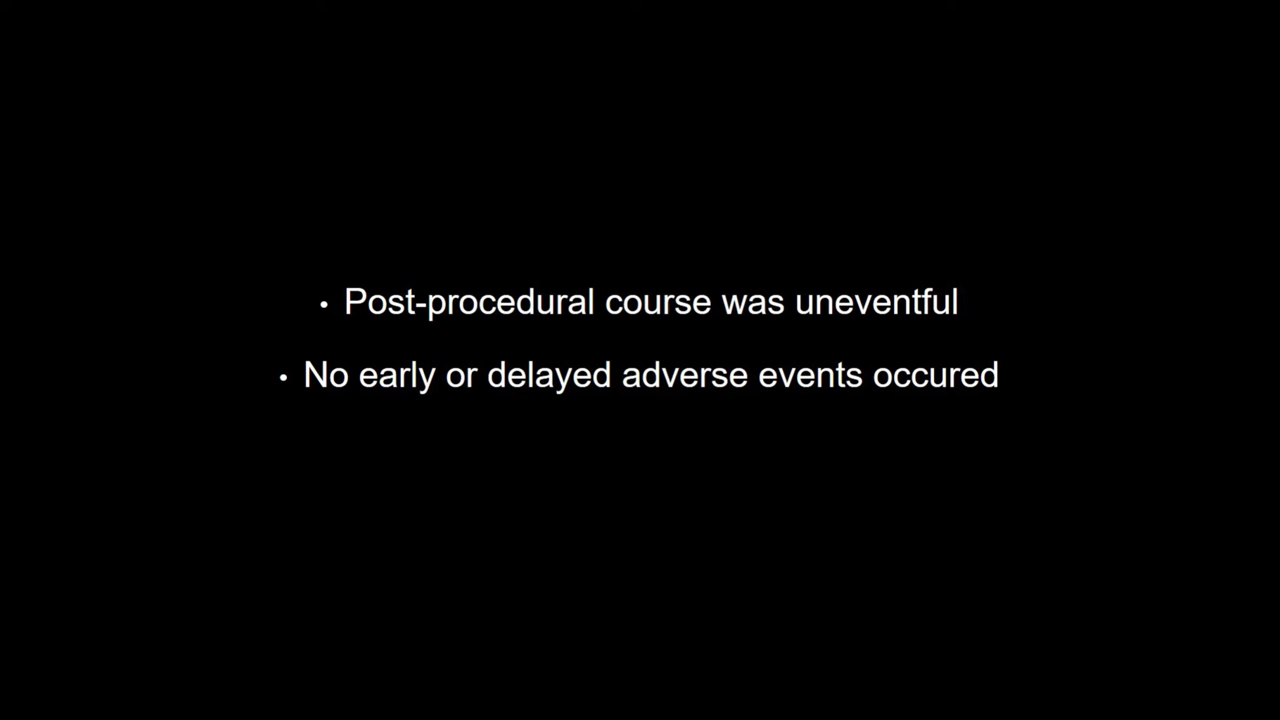 • Post-procedural course was uneventful
• No early or delayed adverse events occured